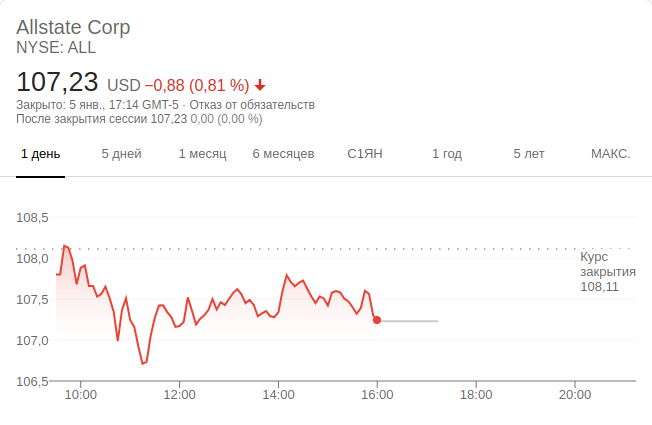 Allstate Corp
NYSE: ALL
107,23 USD −0,88 (0,81 %)
Закрыто: 5 янв., 17:14 GMT-5 · Отказ от обязательств
После закрытия сессии 107,23 0,00 (0,00 %)
1 день 5 дней 1 месяц 6 месяцев С1ЯН 1 год 5 лет МАКС.
108,5
108,0
107,5
107,0
106,5
Курс
закрытия
108,11
10:00 12:00 14:00 16:00 18:00 20:00